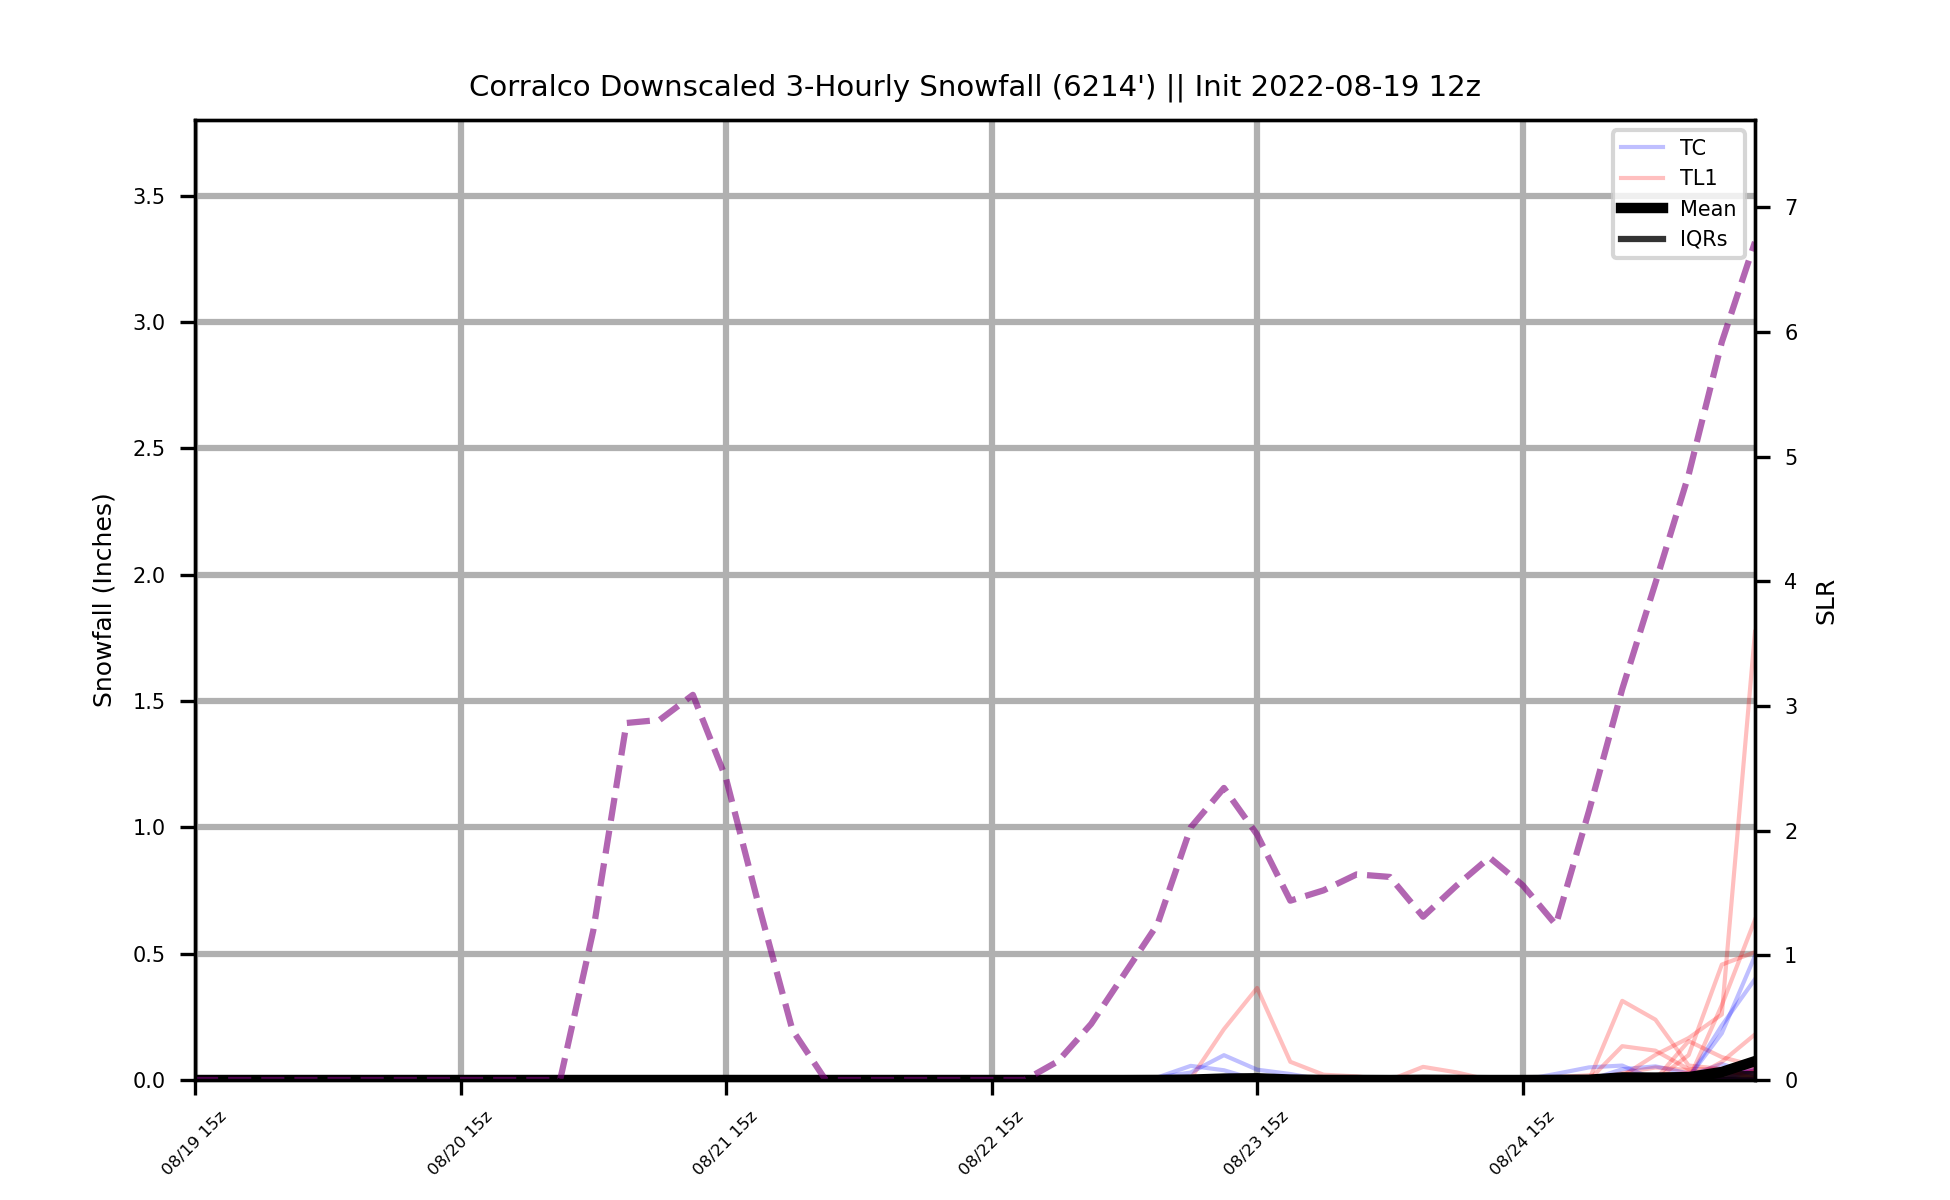 Corralco Downscaled 3-Hourly Snowfall (6214') || Init 2022-08-19 12z
TC
TL1
Mean
IQRs
Snowfall (Inches)
3.5
3.0
2.5
2.0
1.5
1.0
0.5
0.0
7
6
5
4
3
2
1
0
SLR
08/19 15z
08/20 15z
08/21 15z
08/22 15z
08/23 15z
08/24 15z